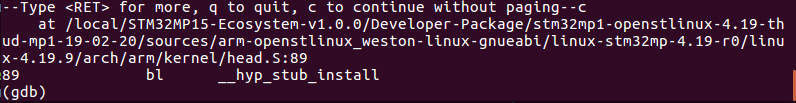 --Type <RET> for more, q to quit, c to continue without paging--c
    at /local/STM32MP15-Ecosystem-v1.0.0/Developer-Package/stm32mp1-openstlinux-4.19-th
ud-mp1-19-02-20/sources/arm-openstlinux_weston-linux-gnueabi/linux-stm32mp-4.19-r0/linu
x-4.19.9/arch/arm/kernel/head.S:89
89              bl      __hyp_stub_install
(gdb)